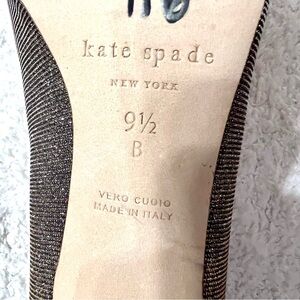 kate spade
NEW YORK
9½
B
VERO CUOIO
MADE IN ITALY